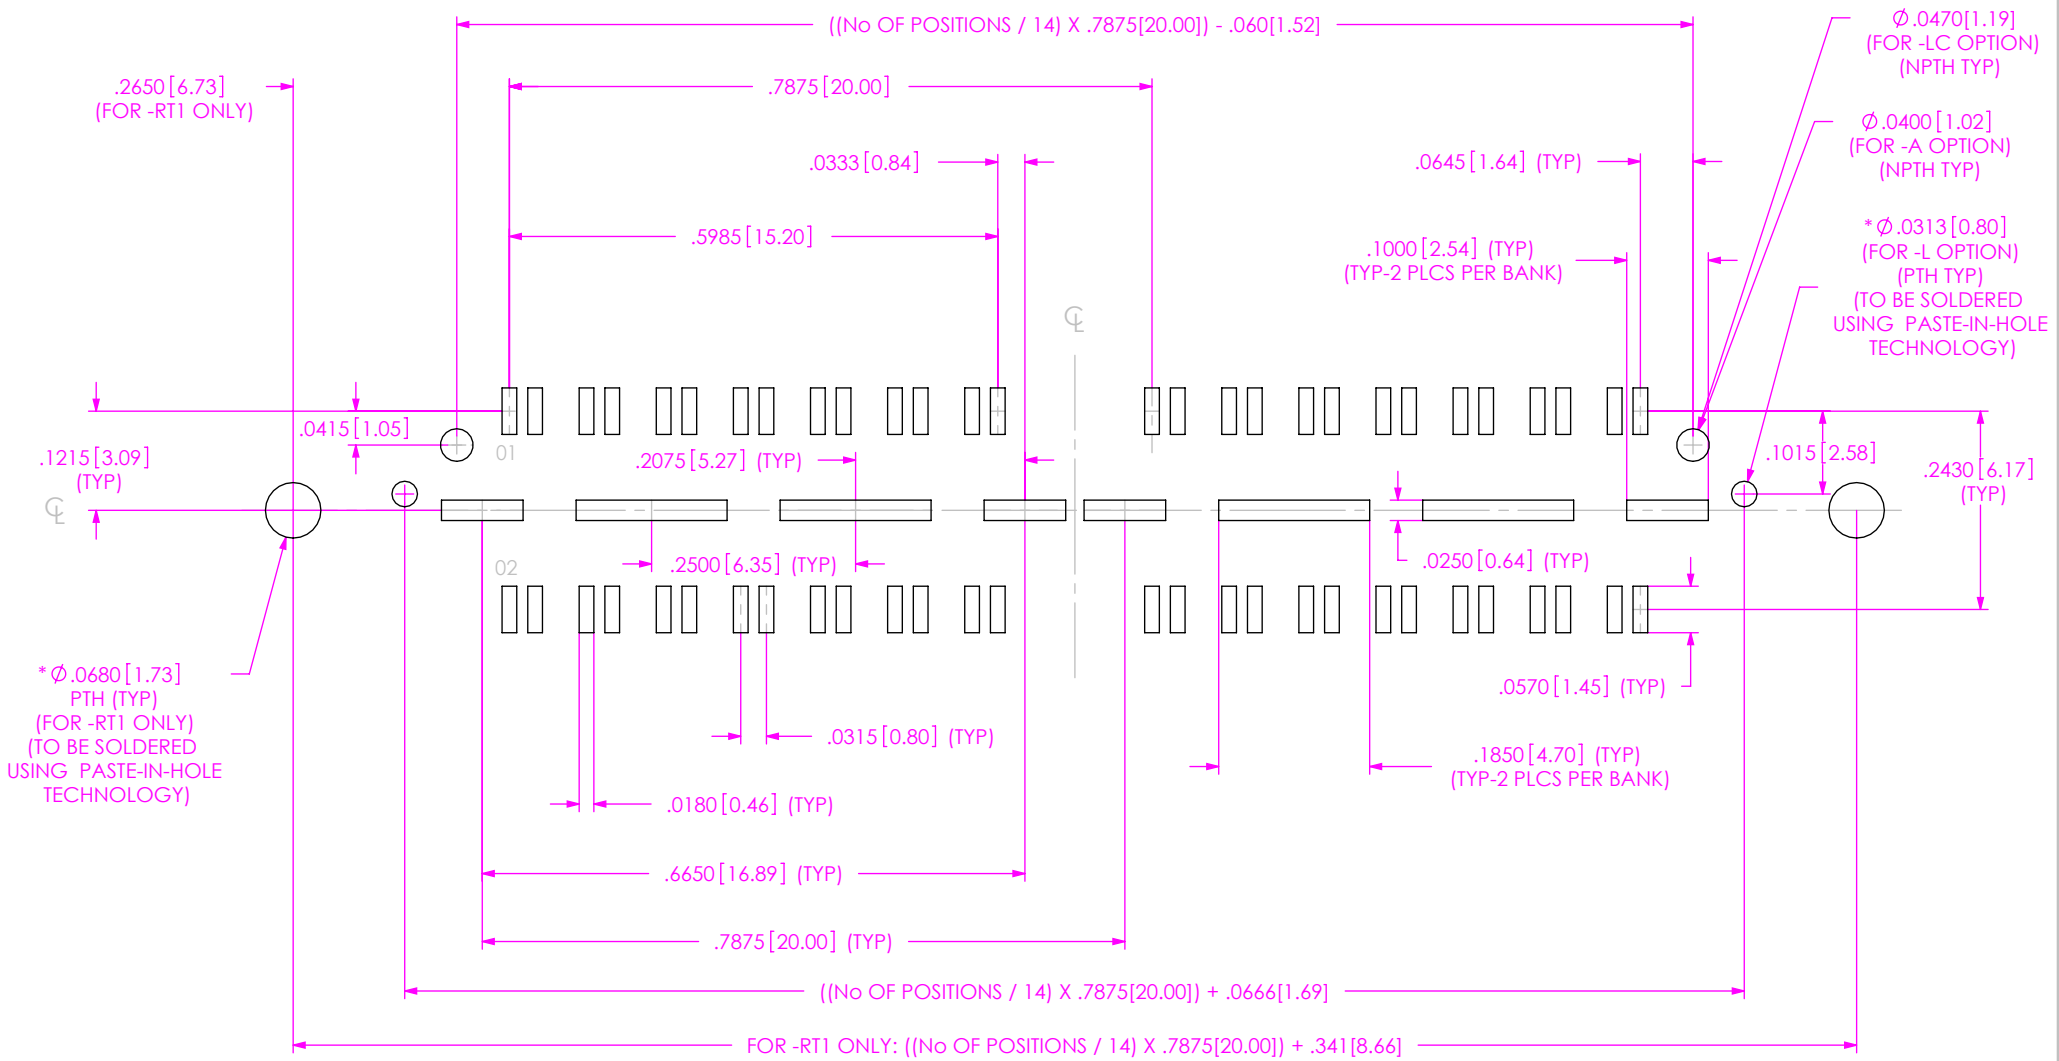 ((No OF POSITIONS / 14) X .7875[20.00]) - .060[1.52]
Ø.0470[1.19]
(FOR -LC OPTION)
(NPTH TYP)
.2650[6.73]
(FOR -RT1 ONLY)
.7875[20.00]
Ø.0400[1.02]
(FOR -A OPTION)
(NPTH TYP)
.0333[0.84]
.0645[1.64] (TYP)
*Ø.0313[0.80]
(FOR -L OPTION)
(PTH TYP)
(TO BE SOLDERED
USING PASTE-IN-HOLE
TECHNOLOGY)
.5985[15.20]
.1000[2.54] (TYP)
(TYP-2 PLCS PER BANK)
℄
.0415[1.05]
01
.1215[3.09]
(TYP)
.2075[5.27] (TYP)
.1015[2.58]
.2430[6.17]
(TYP)
℄
02
.2500[6.35] (TYP)
.0250[0.64] (TYP)
*Ø.0680[1.73]
PTH (TYP)
(FOR -RT1 ONLY)
(TO BE SOLDERED
USING PASTE-IN-HOLE
TECHNOLOGY)
.0570[1.45] (TYP)
.0315[0.80] (TYP)
.1850[4.70] (TYP)
(TYP-2 PLCS PER BANK)
.0180[0.46] (TYP)
.6650[16.89] (TYP)
.7875[20.00] (TYP)
((No OF POSITIONS / 14) X .7875[20.00]) + .0666[1.69]
FOR -RT1 ONLY: ((No OF POSITIONS / 14) X .7875[20.00]) + .341[8.66]